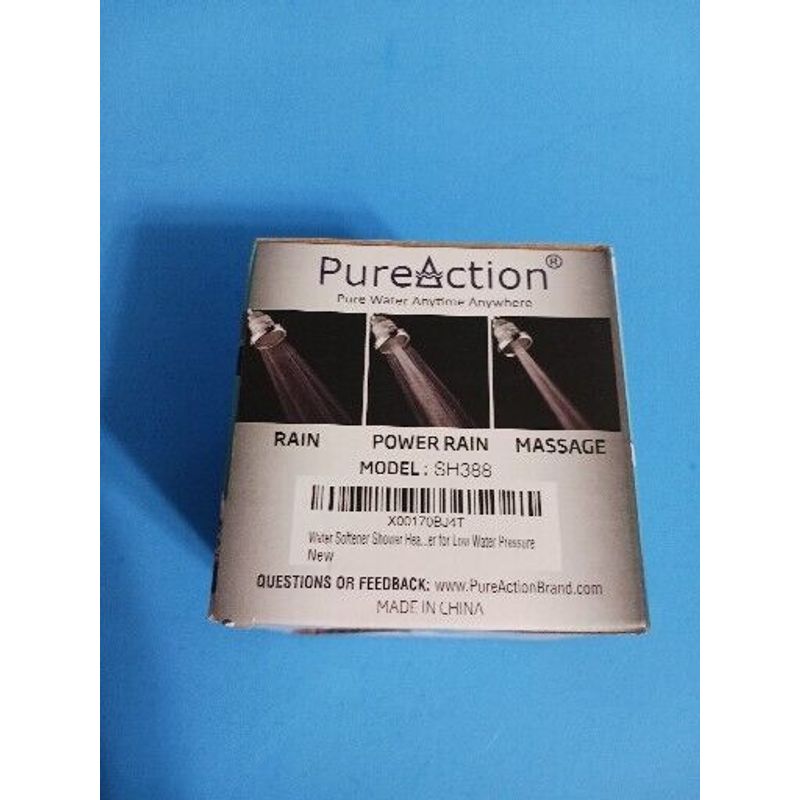 PureAction®
Pure Water Anytime Anywhere
RAIN POWER RAIN MASSAGE
MODEL: SH388
X00170BJ4T
Water Softener Shower Hea...er for Low Water Pressure
New
QUESTIONS OR FEEDBACK: www.PureActionBrand.com
MADE IN CHINA